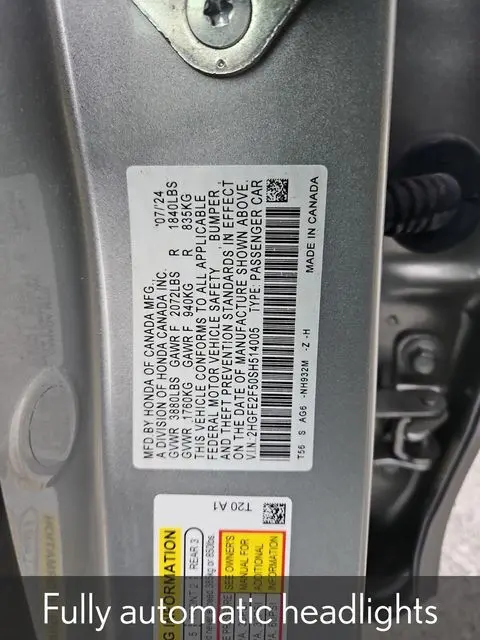 MFD.BY HONDA OF CANADA MFG.
A DIVISION OF HONDA CANADA INC. '07/'24
GVWR 3880LBS GAWR F 2072LBS R 1840LBS
GVWR 1760KG GAWR F 940KG R 835KG
THIS VEHICLE CONFORMS TO ALL APPLICABLE
FEDERAL MOTOR VEHICLE SAFETY, BUMPER,
AND THEFT PREVENTION STANDARDS IN EFFECT
ON THE DATE OF MANUFACTURE SHOWN ABOVE.
V.I.N. 2HGFE2F50SH514005 TYPE: PASSENGER CAR
T56 S AG6 -NH932M -Z -H
MADE IN CANADA
T20 A1
ORMATION
REAR 3
SEE OWNER'S
MANUAL FOR
ADDITIONAL
INFORMATION
Fully automatic headlights